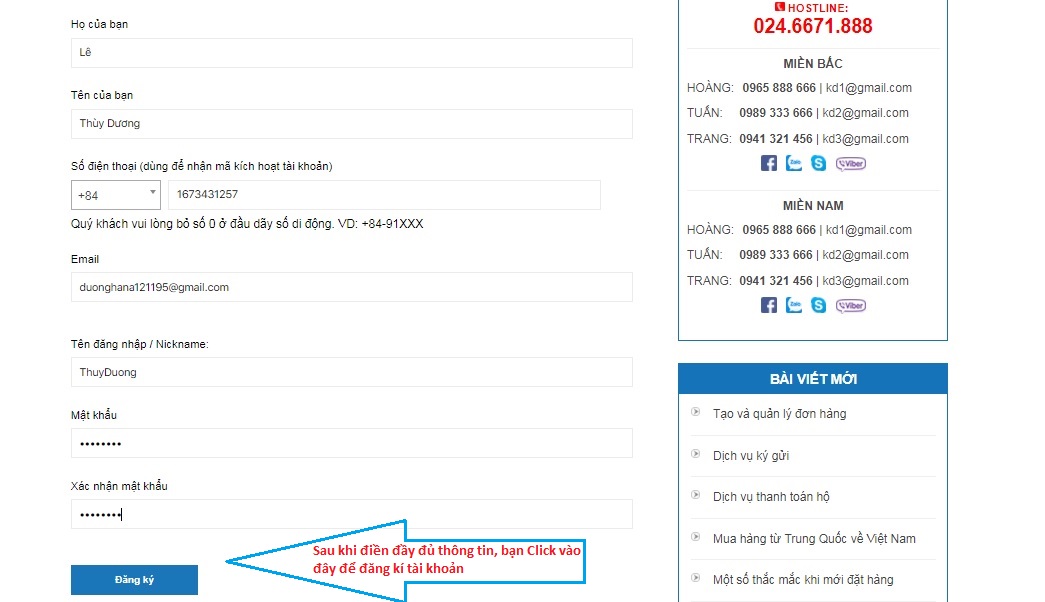 Họ của bạn
Lê
Tên của bạn
Thùy Dương
Số điện thoại (dùng để nhận mã kích hoạt tài khoản)
+84
1673431257
Quý khách vui lòng bỏ số 0 ở đầu dãy số di động. VD: +84-91XXX
Email
duonghana121195@gmail.com
Tên đăng nhập / Nickname:
ThuyDuong
Mật khẩu
••••••••
Xác nhận mật khẩu
••••••••
Sau khi điền đầy đủ thông tin, bạn Click vào
đây để đăng kí tài khoản
Đăng ký
HOSTLINE:
024.6671.888
MIỀN BẮC
HOÀNG: 0965 888 666 | kd1@gmail.com
TUẤN: 0989 333 666 | kd2@gmail.com
TRANG: 0941 321 456 | kd3@gmail.com
Zalo
Viber
MIỀN NAM
HOÀNG: 0965 888 666 | kd1@gmail.com
TUẤN: 0989 333 666 | kd2@gmail.com
TRANG: 0941 321 456 | kd3@gmail.com
Zalo
Viber
BÀI VIẾT MỚI
Tạo và quản lý đơn hàng
Dịch vụ ký gửi
Dịch vụ thanh toán hộ
Mua hàng từ Trung Quốc về Việt Nam
Một số thắc mắc khi mới đặt hàng